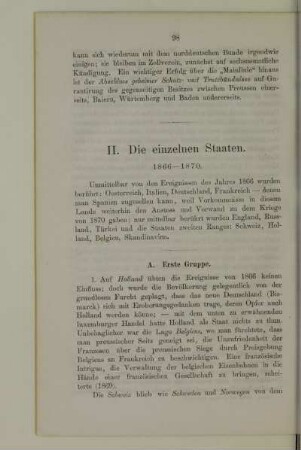 98
kann sich wiederum mit dem norddeutschen Bunde irgendwie
einigen; sie bleiben im Zollverein, zunächst auf sechsmonatliche
Kündigung. Ein wichtiger Erfolg über die „Mainlinie“ hinaus
ist der Abschluss geheimer Schutz- und Trutzbündnisse auf Ga-
rantirung des gegenseitigen Besitzes zwischen Preussen einer-
seits, Baiern, Würtemberg und Baden andererseits.
II. Die einzelnen Staaten.
1866—1870.
Unmittelbar von den Ereignissen des Jahres 1866 wurden
berührt: Oesterreich, Italien, Deutschland, Frankreich — denen
man Spanien zugesellen kann, weil Vorkommnisse in diesem
Lande weiterhin den Anstoss und Vorwand zu dem Kriege
von 1870 gaben; nur mittelbar berührt wurden England, Russ-
land, Türkei und die Staaten zweiten Ranges: Schweiz, Hol-
land, Belgien, Skandinavien.
A. Erste Gruppe.
1. Auf Holland übten die Ereignisse von 1866 keinen
Einfluss; doch wurde die Bevölkerung gelegentlich von der
grundlosen Furcht geplagt, dass das neue Deutschland (Bis-
marck) sich mit Eroberungsgedanken trage, deren Opfer auch
Holland werden könne; — mit dem unten zu erwähnenden
luxemburger Handel hatte Holland als Staat nichts zu thun.
Unbehaglicher war die Lage Belgiens, wo man fürchtete, dass
man preussischer Seite geneigt sei, die Unzufriedenheit der
Franzosen über die preussischen Siege durch Preisgebung
Belgiens an Frankreich zu beschwichtigen. Eine französische
Intrigue, die Verwaltung der belgischen Eisenbahnen in die
Hände einer französischen Gesellschaft zu bringen, schei-
terte (1869).
Die Schweiz blieb wie Schweden und Norwegen von dem